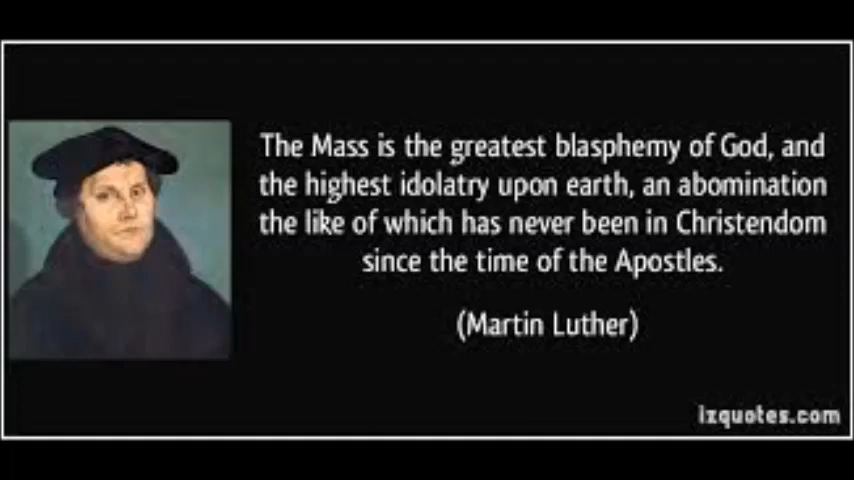 The Mass is the greatest blasphemy of God, and
the highest idolatry upon earth, an abomination
the like of which has never been in Christendom
since the time of the Apostles.
(Martin Luther)
izquotes.com